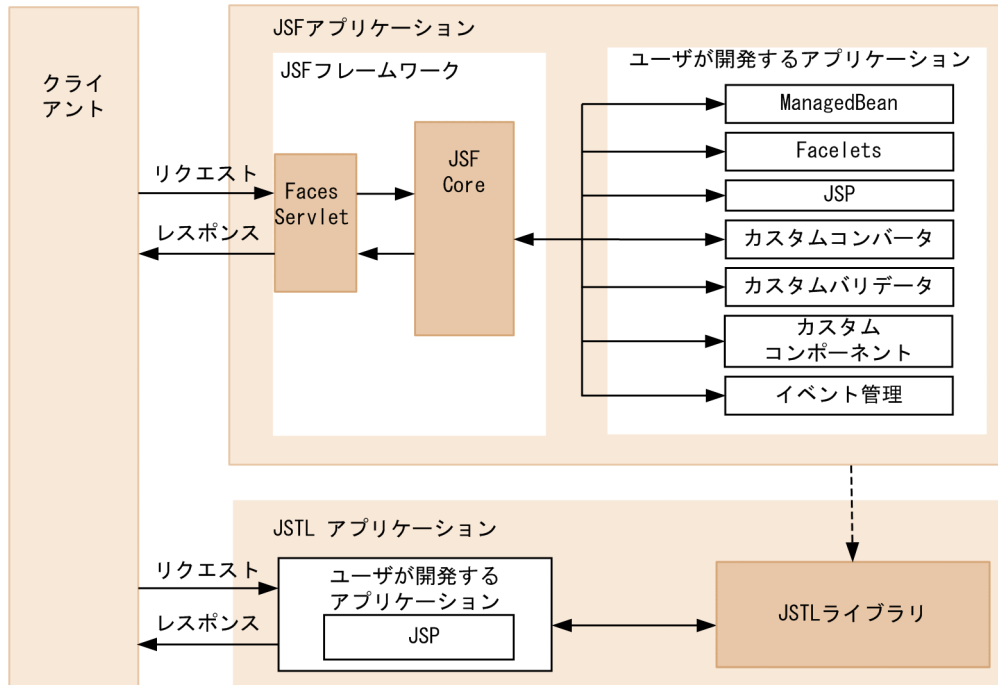 クライ
アント
JSFアプリケーション
JSFフレームワーク
リクエスト
レスポンス
Faces
Servlet
JSF
Core
ユーザが開発するアプリケーション
ManagedBean
Facelets
JSP
カスタムコンバータ
カスタムバリデータ
カスタム
コンポーネント
イベント管理
JSTL アプリケーション
リクエスト
レスポンス
ユーザが開発する
アプリケーション
JSP
JSTLライブラリ